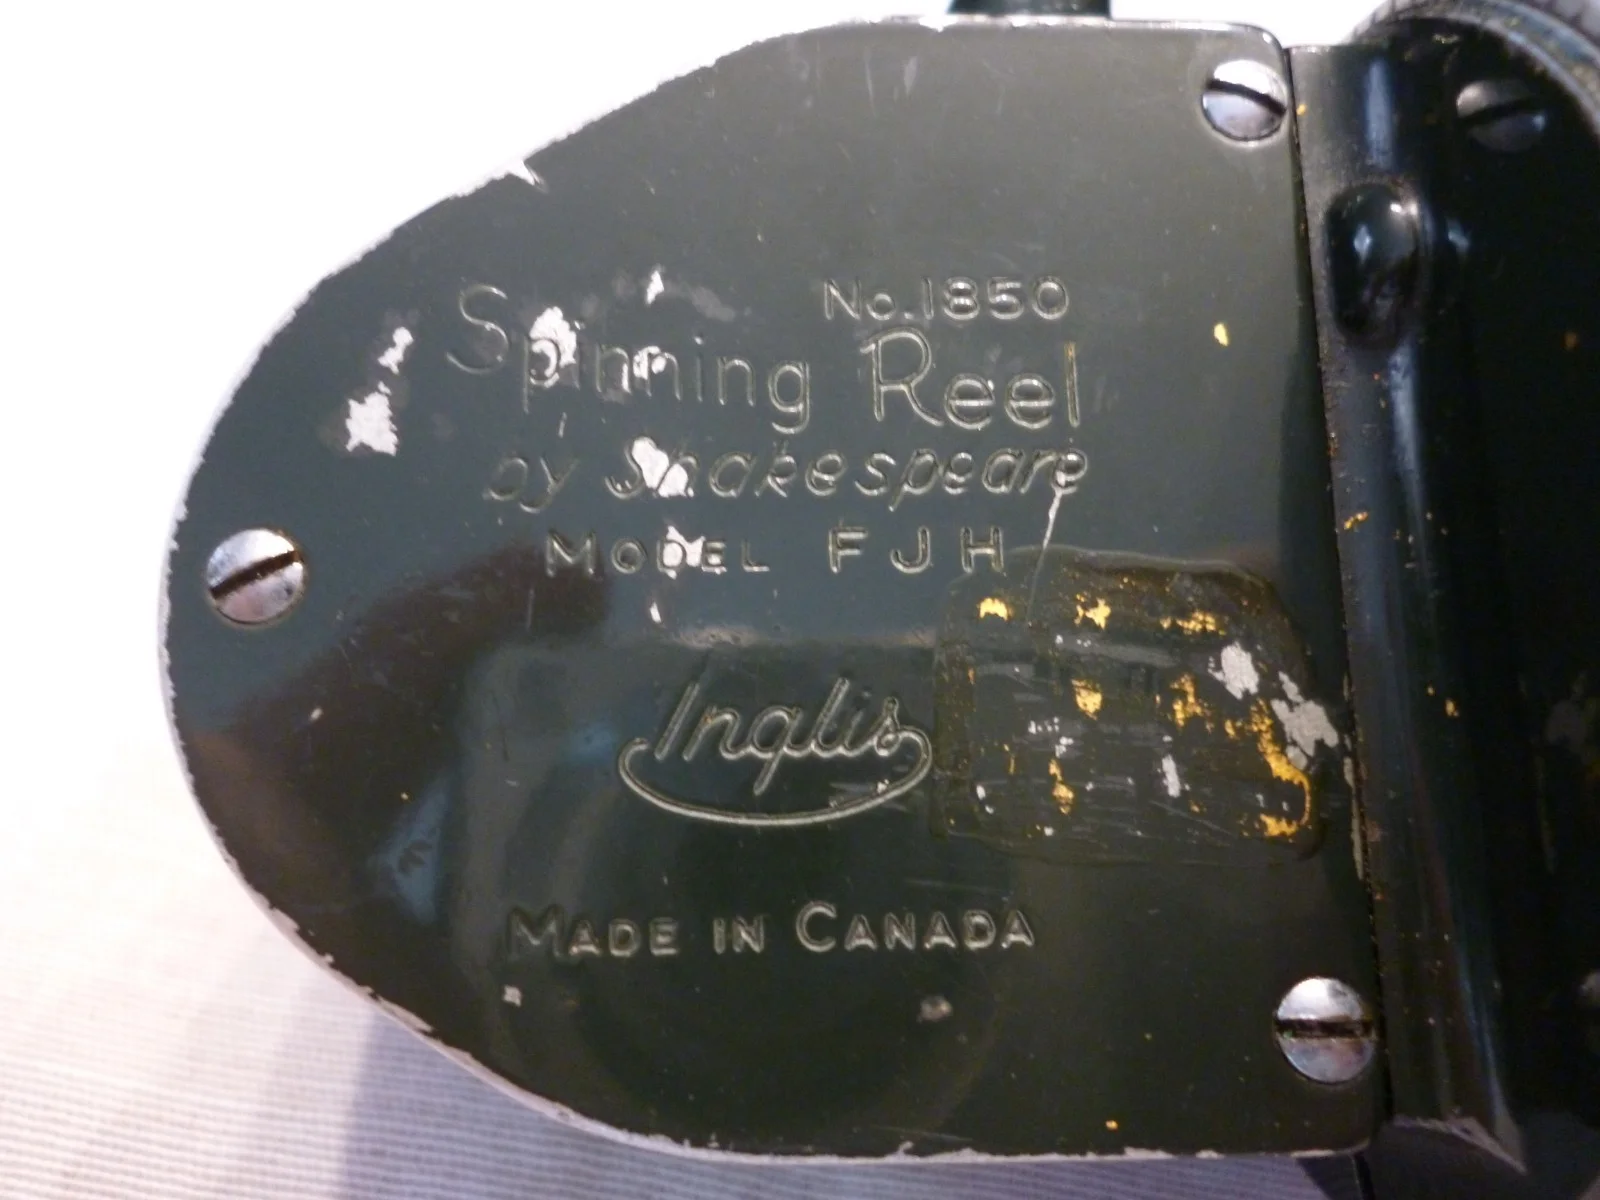 No.1850
Spinning Reel
by Shakespeare
MODEL FJH
Inglis
MADE IN CANADA